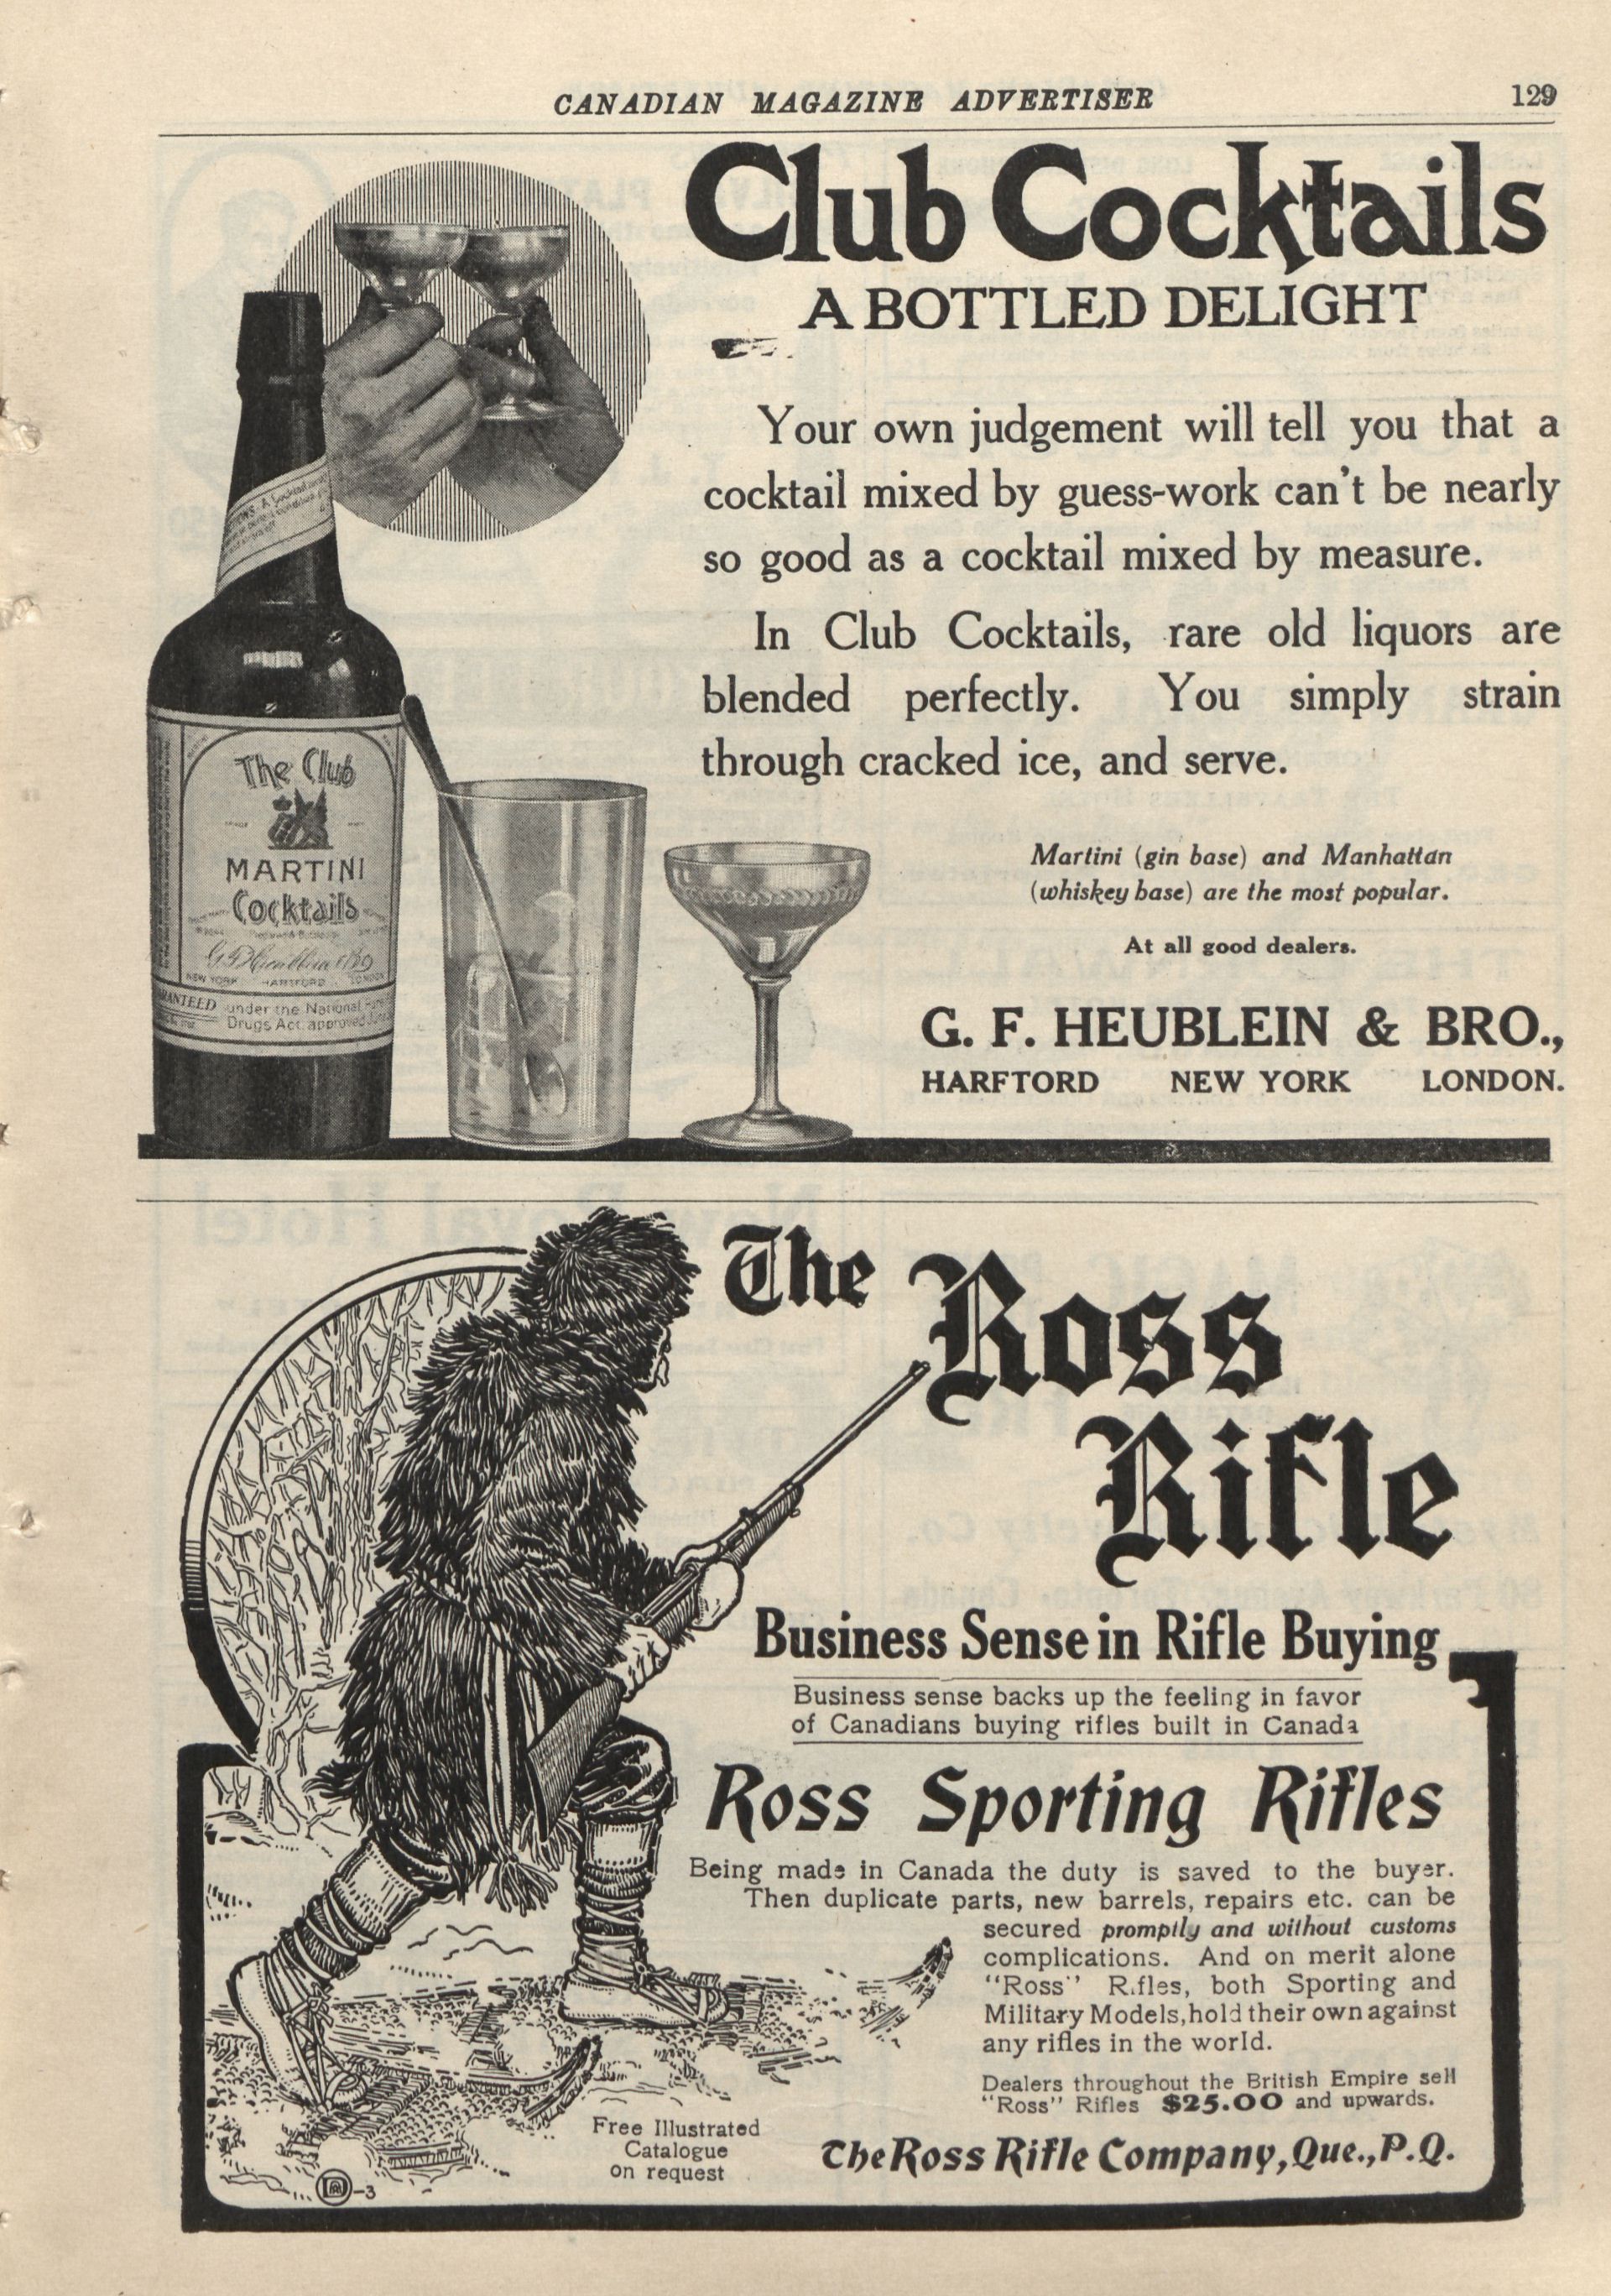 CANADIAN MAGAZINE ADVERTISER 129
Club Cocktails
A BOTTLED DELIGHT
Your own judgement will tell you that a
cocktail mixed by guess-work can't be nearly
so good as a cocktail mixed by measure.
In Club Cocktails, rare old liquors are
blended perfectly. You simply strain
through cracked ice, and serve.
Martini (gin base) and Manhattan
(whiskey base) are the most popular.
At all good dealers.
G. F. HEUBLEIN & BRO.,
HARFTORD NEW YORK LONDON.
The Club
MARTINI
Cocktails
G. F. Heublein & Bro
NEW YORK HARTFORD LONDON
under the National
Drugs Act, approved
The Ross
Rifle
Business Sense in Rifle Buying
Business sense backs up the feeling in favor
of Canadians buying rifles built in Canada
Ross Sporting Rifles
Being made in Canada the duty is saved to the buyer.
Then duplicate parts, new barrels, repairs etc. can be
secured promptly and without customs
complications. And on merit alone
"Ross" R.fles, both Sporting and
Military Models, hold their own against
any rifles in the world.
Dealers throughout the British Empire sell
"Ross" Rifles $25.00 and upwards.
Free Illustrated
Catalogue
on request
The Ross Rifle Company, Que., P.Q.
-3